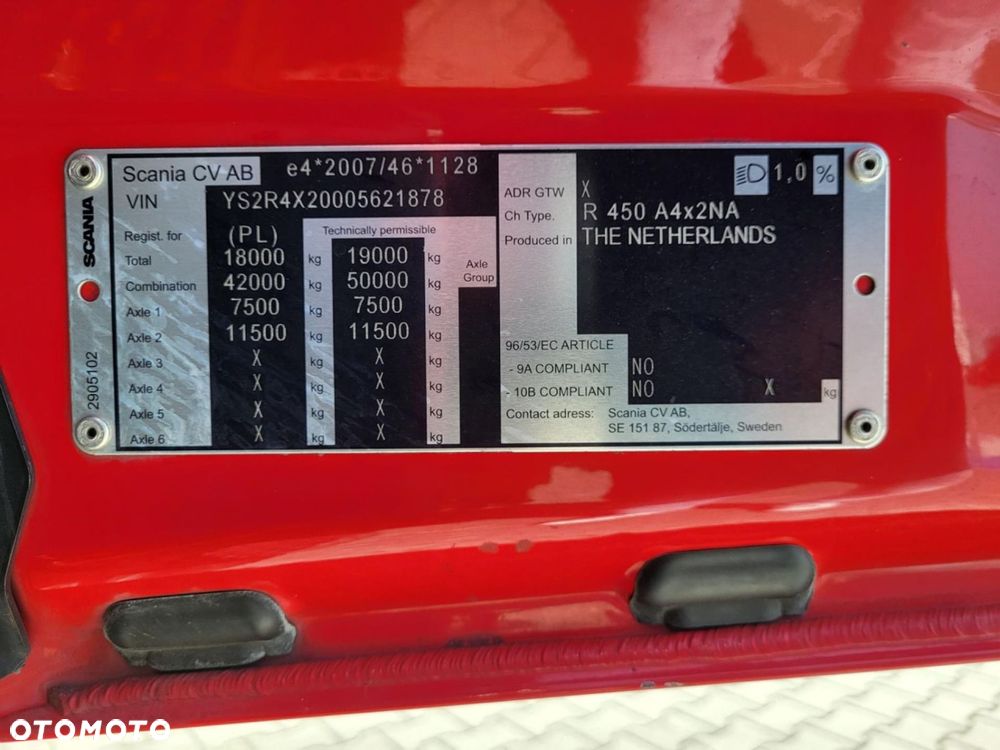 Scania CV AB e4*2007/46*1128
VIN YS2R4X20005621878
SCANIA
Regist. for (PL) Technically permissible
Total 18000 kg 19000 kg Axle Group
Combination 42000 kg 50000 kg
Axle 1 7500 kg 7500 kg
Axle 2 11500 kg 11500 kg
Axle 3 X kg X kg
Axle 4 X kg X kg
Axle 5 X kg X kg
Axle 6 X kg X kg
2905102
ADR GTW X 1,0 %
Ch Type. R 450 A4x2NA
Produced in THE NETHERLANDS
96/53/EC ARTICLE
- 9A COMPLIANT NO
- 10B COMPLIANT NO X kg
Contact adress: Scania CV AB,
SE 151 87, Södertälje, Sweden
OTOMOTO